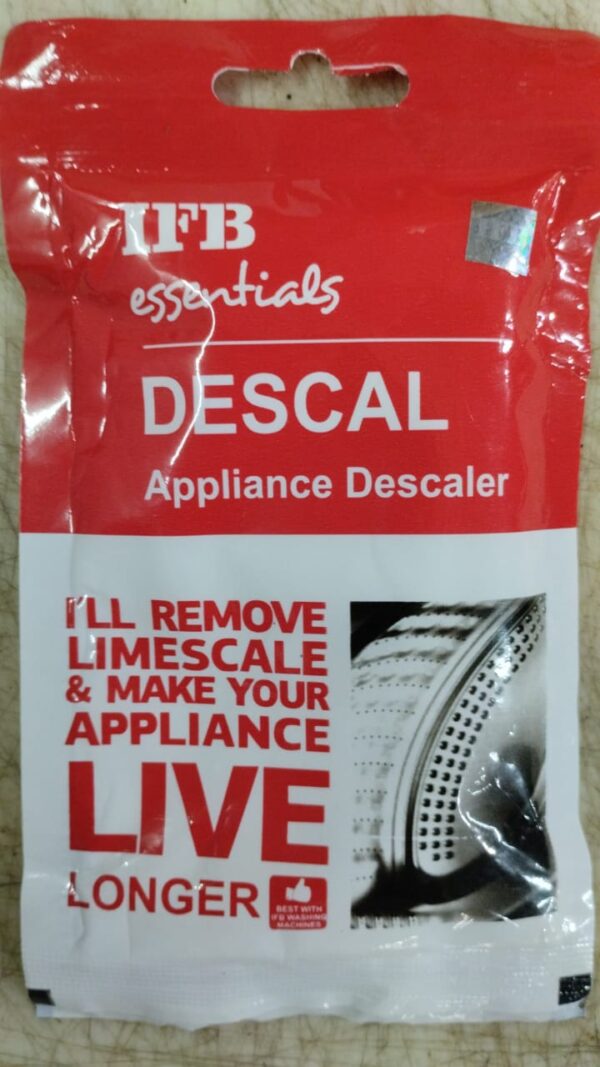 IFB
essentials
DESCAL
Appliance Descaler
I'LL REMOVE
LIMESCALE
& MAKE YOUR
APPLIANCE
LIVE
LONGER
BEST WITH
IFB WASHING
MACHINES